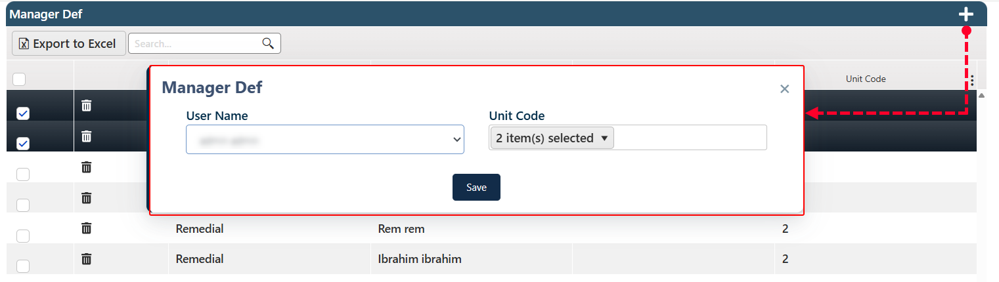 Manager Def
Export to Excel Search...
Unit Code
Manager Def
User Name Unit Code
2 item(s) selected
Save
Remedial Rem rem 2
Remedial Ibrahim ibrahim 2